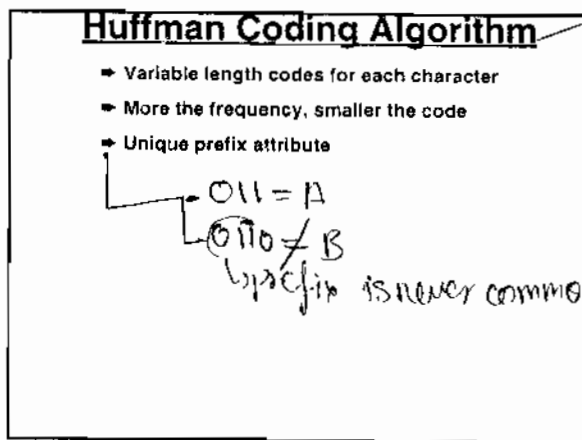 Huffman Coding Algorithm
➨ Variable length codes for each character
➨ More the frequency, smaller the code
➨ Unique prefix attribute
011 = A
0110 ≠ B
prefix is never commo